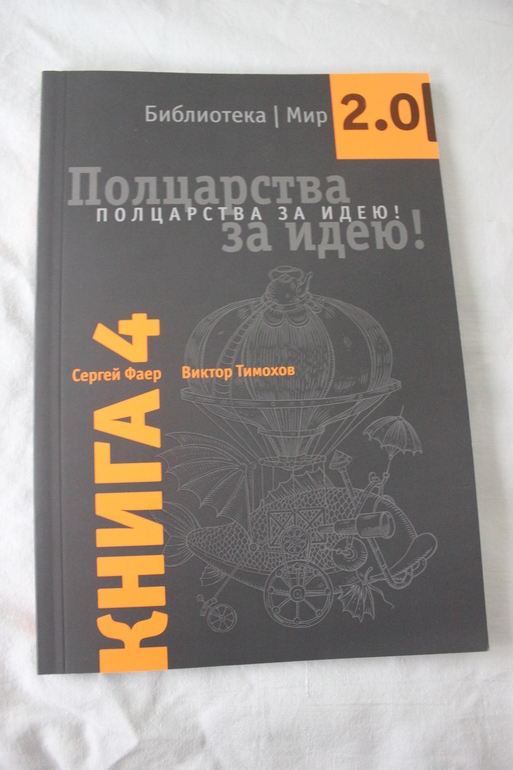 Библиотека | Мир 2.0
Полцарства
ПОЛЦАРСТВА ЗА ИДЕЮ!
за идею!
Сергей Фаер Виктор Тимохов
КНИГА 4